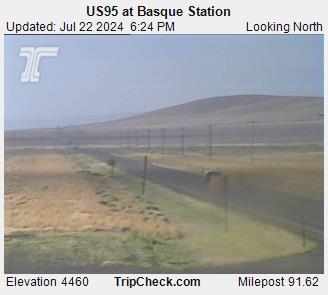 US95 at Basque Station
Updated: Jul 22 2024 6:24 PM Looking North
Elevation 4460 TripCheck.com Milepost 91.62